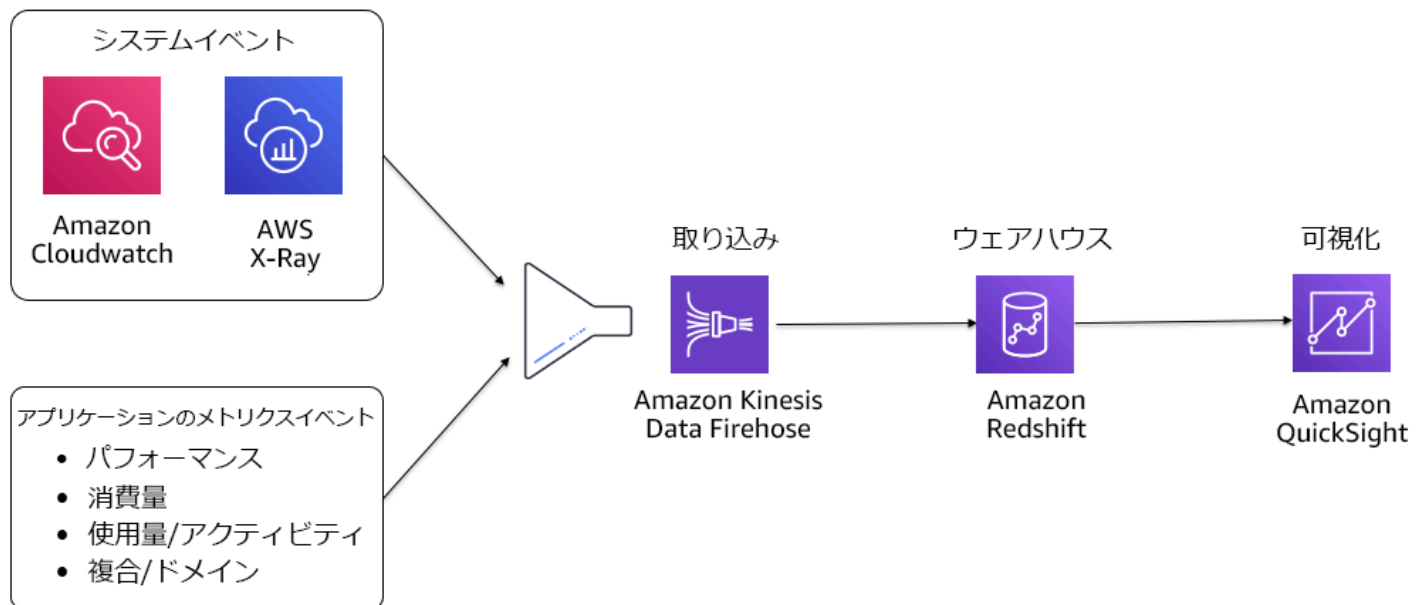 システムイベント
Amazon
Cloudwatch
AWS
X-Ray
取り込み
Amazon Kinesis
Data Firehose
ウェアハウス
Amazon
Redshift
可視化
Amazon
QuickSight
アプリケーションのメトリクスイベント
• パフォーマンス
• 消費量
• 使用量/アクティビティ
• 複合/ドメイン